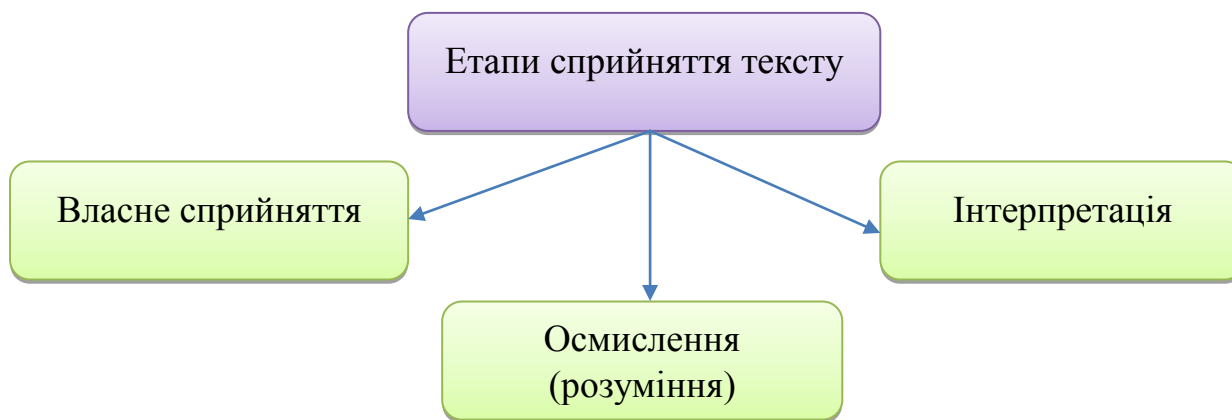 Етапи сприйняття тексту
Власне сприйняття
Інтерпретація
Осмислення
(розуміння)